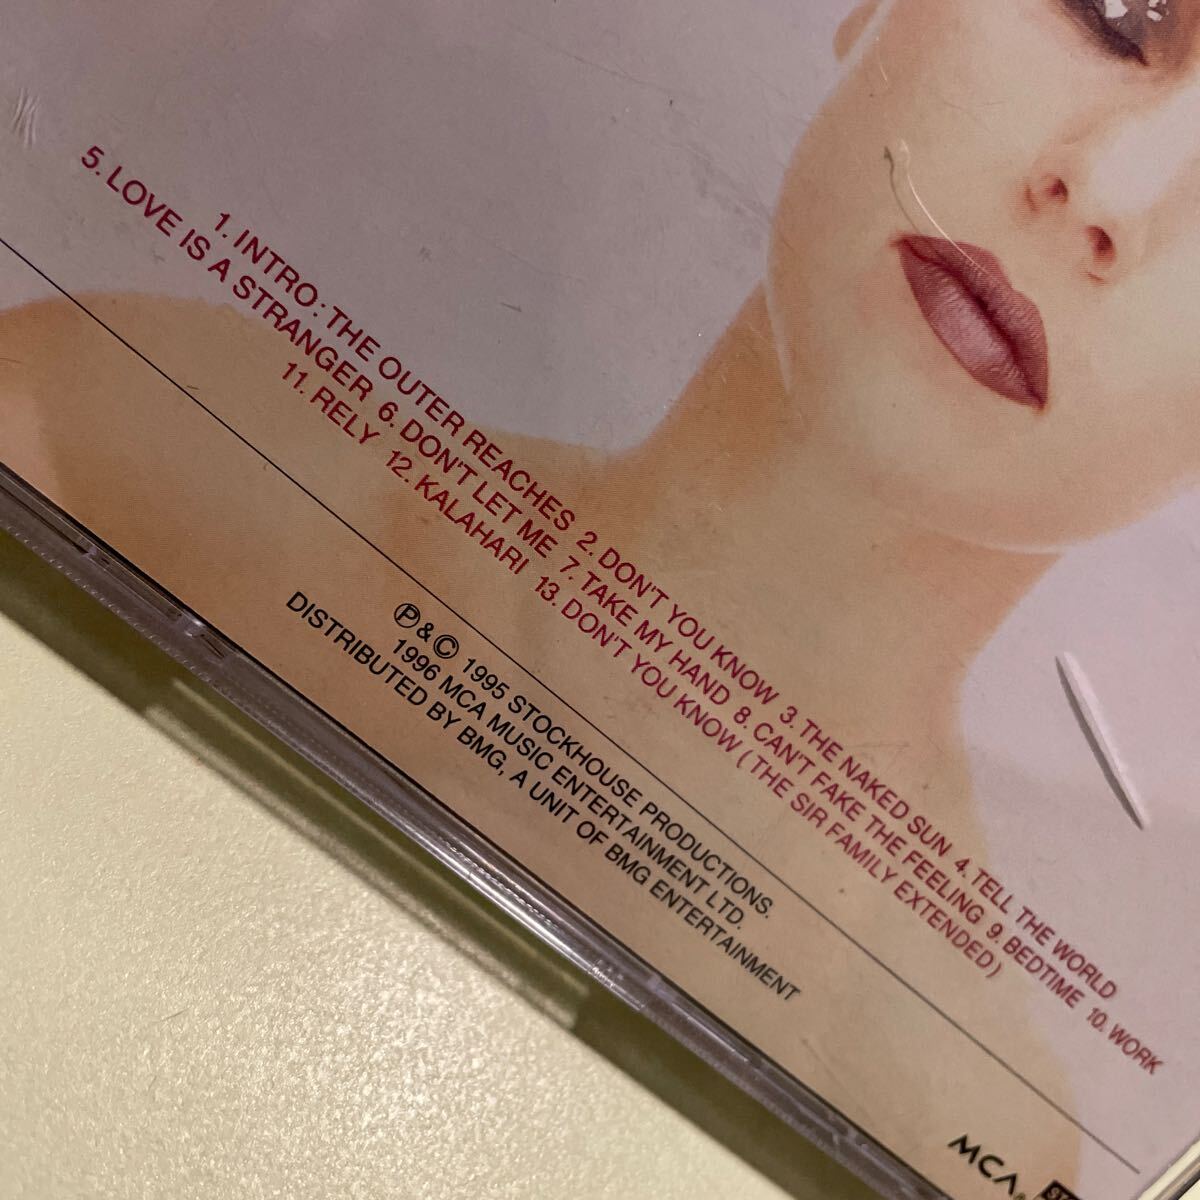 1. INTRO: THE OUTER REACHES 2. DON'T YOU KNOW 3. THE NAKED SUN 4. TELL THE WORLD
5. LOVE IS A STRANGER 6. DON'T LET ME 7. TAKE MY HAND 8. CAN'T FAKE THE FEELING 9. BEDTIME 10. WORK
11. RELY 12. KALAHARI 13. DON'T YOU KNOW (THE SIR FAMILY EXTENDED)
℗ & © 1995 STOCKHOUSE PRODUCTIONS.
1996 MCA MUSIC ENTERTAINMENT LTD.
DISTRIBUTED BY BMG, A UNIT OF BMG ENTERTAINMENT
MCA